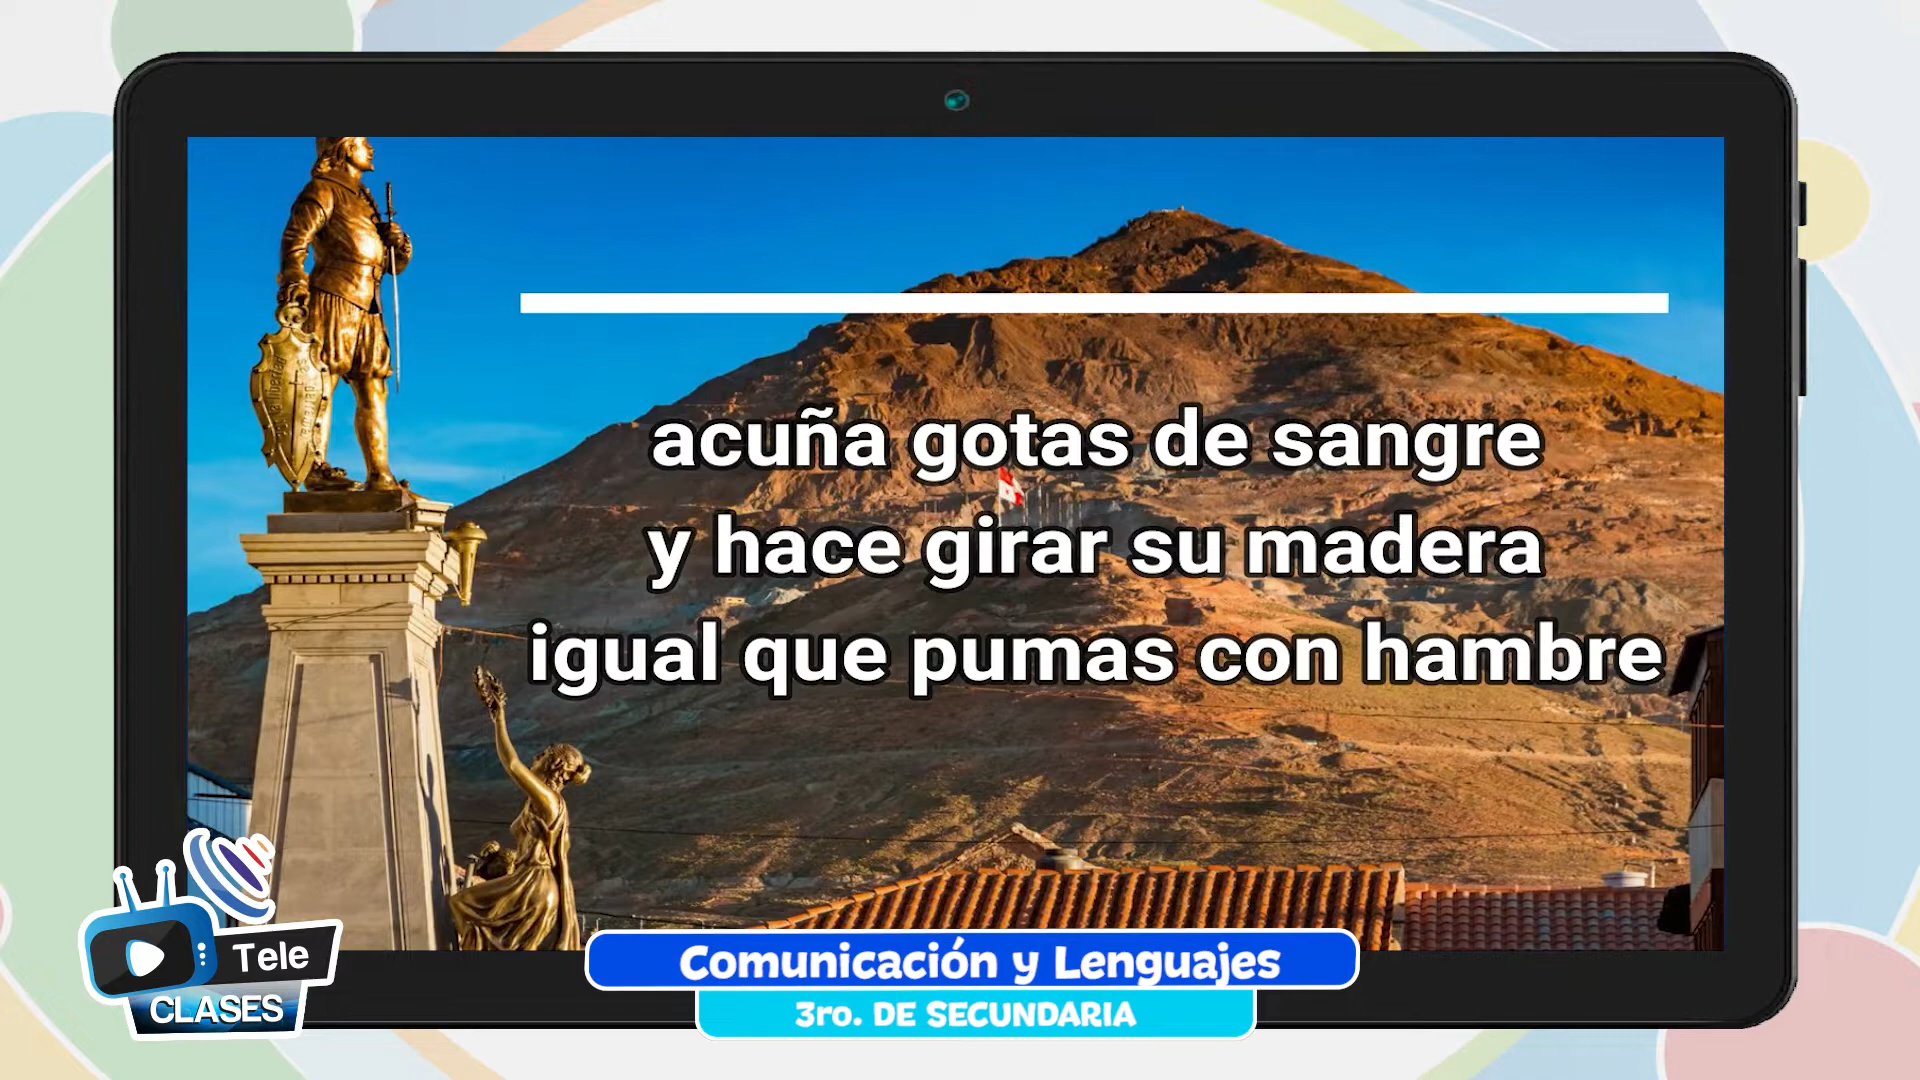 acuña gotas de sangre
y hace girar su madera
igual que pumas con hambre
Tele
CLASES
Comunicación y Lenguajes
3ro. DE SECUNDARIA